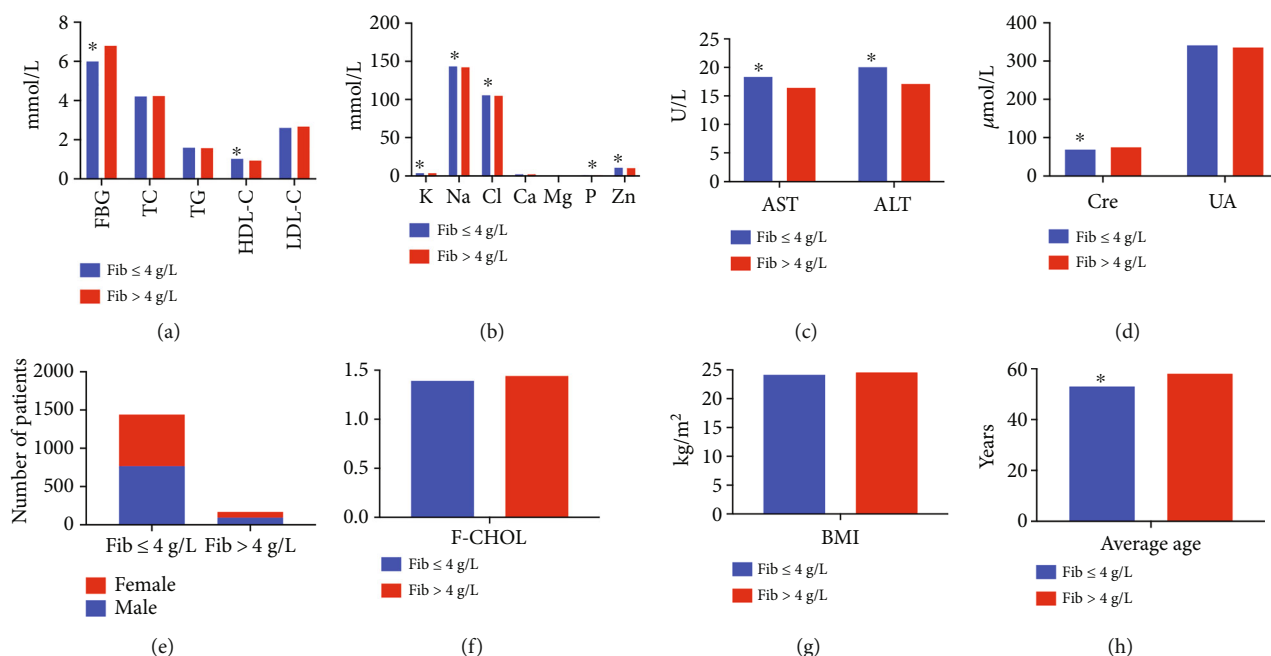 mmol/L
8
6
4
2
0
*
*
FBG
TC
TG
HDL-C
LDL-C
Fib ≤ 4 g/L
Fib > 4 g/L
(a)
mmol/L
200
150
100
50
0
* * * * *
K Na Cl Ca Mg P Zn
Fib ≤ 4 g/L
Fib > 4 g/L
(b)
U/L
25
20
15
10
5
0
* *
AST ALT
Fib ≤ 4 g/L
Fib > 4 g/L
(c)
μmol/L
400
300
200
100
0
*
Cre UA
Fib ≤ 4 g/L
Fib > 4 g/L
(d)
Number of patients
2000
1500
1000
500
0
Fib ≤ 4 g/L Fib > 4 g/L
Female
Male
(e)
1.5
1.0
0.5
0.0
F-CHOL
Fib ≤ 4 g/L
Fib > 4 g/L
(f)
kg/m²
25
20
15
10
5
0
BMI
Fib ≤ 4 g/L
Fib > 4 g/L
(g)
Years
60
40
20
0
*
Average age
Fib ≤ 4 g/L
Fib > 4 g/L
(h)